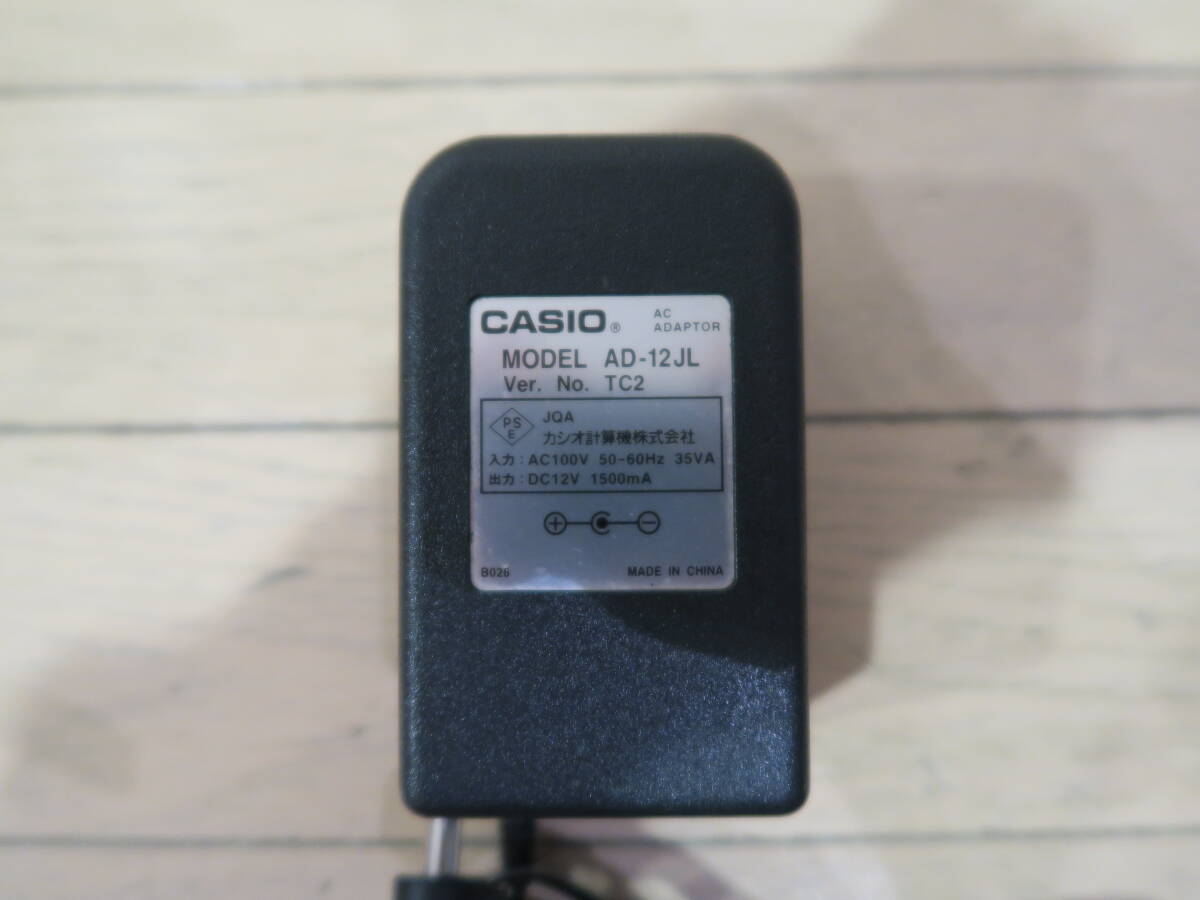 CASIO® AC
ADAPTOR
MODEL AD-12JL
Ver. No. TC2
PS
E
JQA
カシオ計算機株式会社
入力:AC100V 50-60Hz 35VA
出力:DC12V 1500mA
B026 MADE IN CHINA